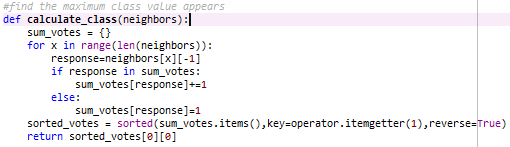 #find the maximum class value appears
def calculate_class(neighbors):
    sum_votes = {}
    for x in range(len(neighbors)):
        response=neighbors[x][-1]
        if response in sum_votes:
            sum_votes[response]+=1
        else:
            sum_votes[response]=1
    sorted_votes = sorted(sum_votes.items(),key=operator.itemgetter(1),reverse=True)
    return sorted_votes[0][0]